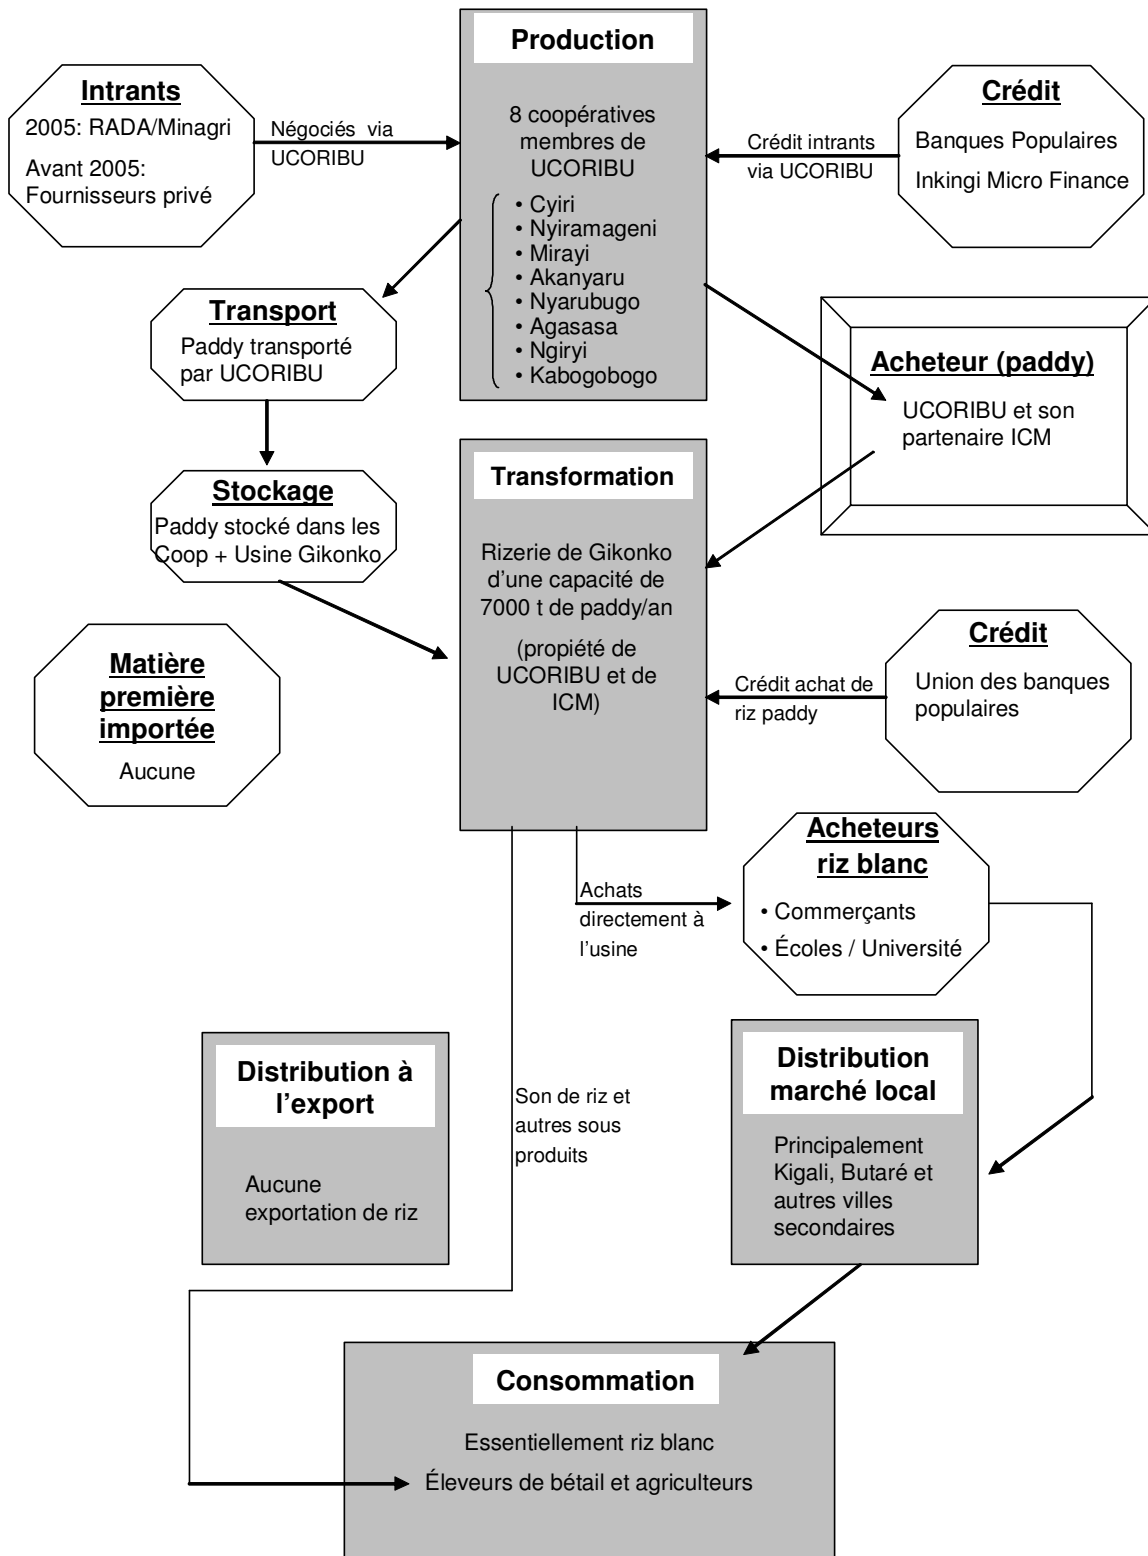 Production
8 coopératives
membres de
UCORIBU
• Cyiri
• Nyiramageni
• Mirayi
• Akanyaru
• Nyarubugo
• Agasasa
• Ngiryi
• Kabogobogo
Intrants
2005: RADA/Minagri
Avant 2005:
Fournisseurs privé
Négociés via
UCORIBU
Crédit
Banques Populaires
Inkingi Micro Finance
Crédit intrants
via UCORIBU
Transport
Paddy transporté
par UCORIBU
Acheteur (paddy)
UCORIBU et son
partenaire ICM
Stockage
Paddy stocké dans les
Coop + Usine Gikonko
Transformation
Rizerie de Gikonko
d'une capacité de
7000 t de paddy/an
(propiété de
UCORIBU et de
ICM)
Matière
première
importée
Aucune
Crédit
Union des banques
populaires
Crédit achat de
riz paddy
Acheteurs
riz blanc
• Commerçants
• Écoles / Université
Achats
directement à
l'usine
Distribution à
l'export
Aucune
exportation de riz
Son de riz et
autres sous
produits
Distribution
marché local
Principalement
Kigali, Butaré et
autres villes
secondaires
Consommation
Essentiellement riz blanc
Éleveurs de bétail et agriculteurs